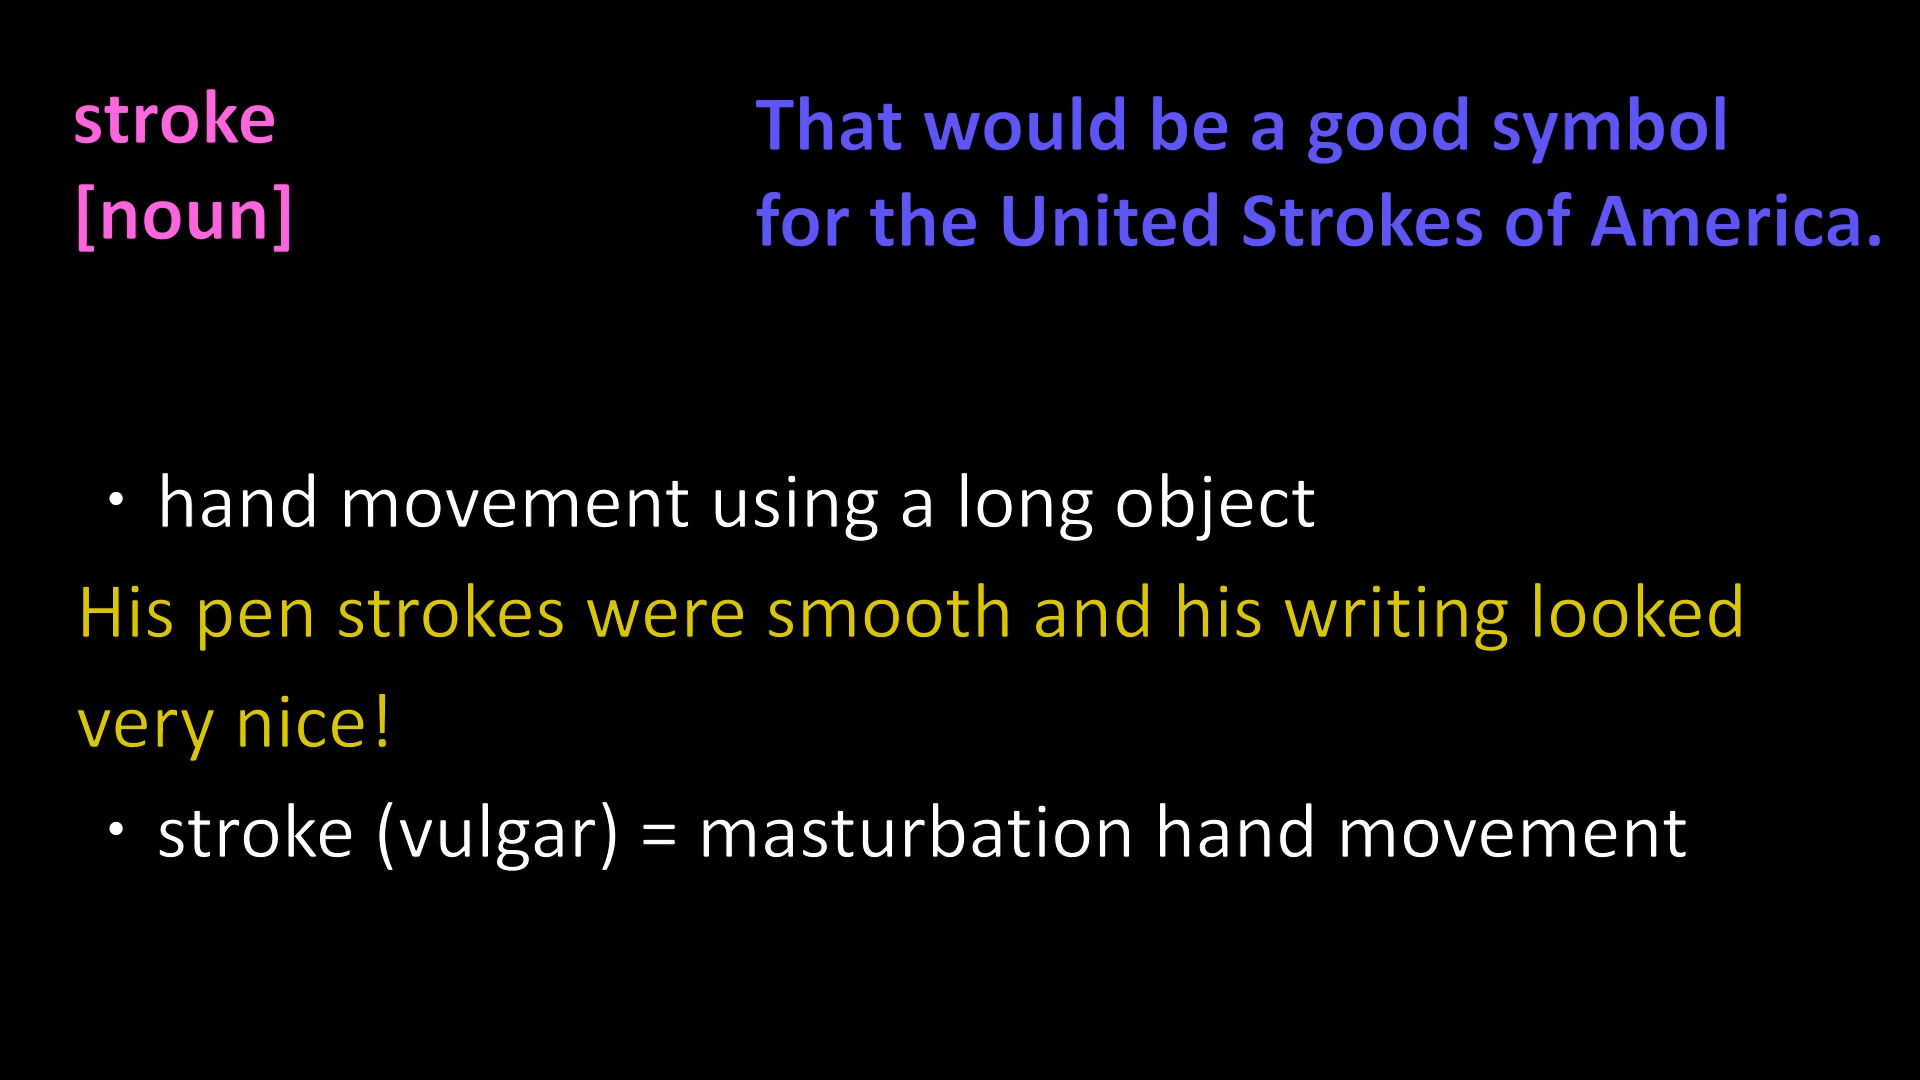 stroke
[noun]
That would be a good symbol
for the United Strokes of America.
・hand movement using a long object
His pen strokes were smooth and his writing looked
very nice!
・stroke (vulgar) = masturbation hand movement